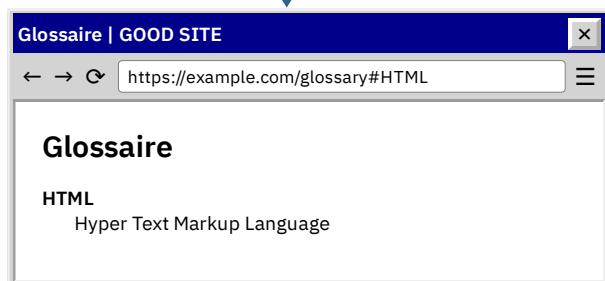 Glossaire | GOOD SITE
https://example.com/glossary#HTML
Glossaire
HTML
Hyper Text Markup Language